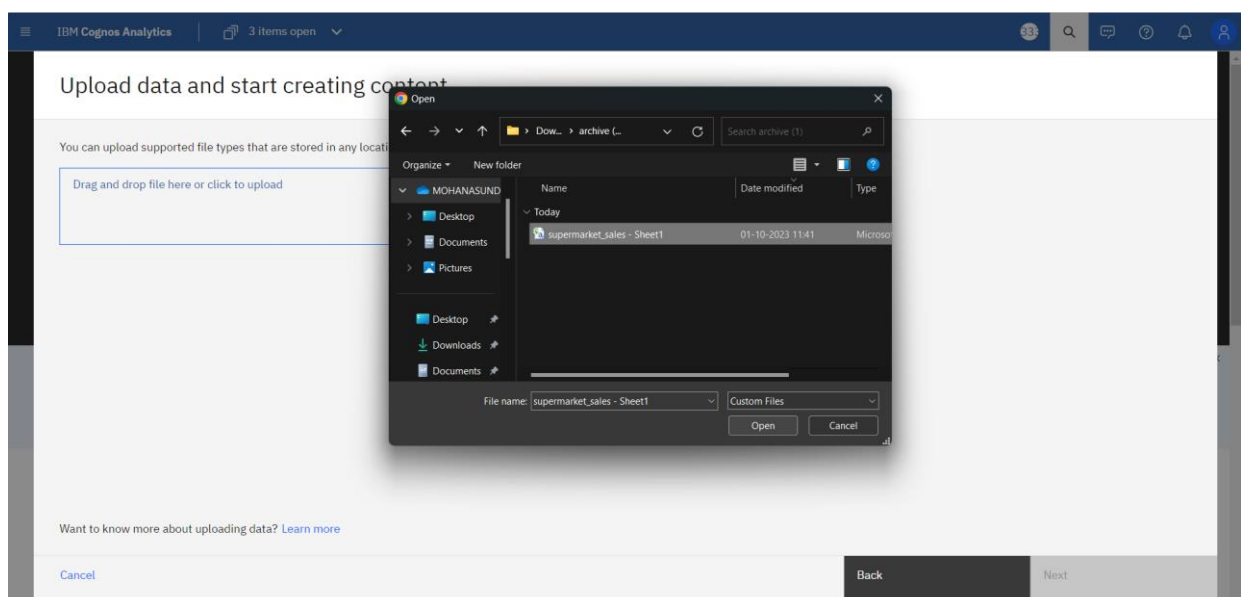 IBM Cognos Analytics
3 items open
Upload data and start creating content
You can upload supported file types that are stored in any locati
Drag and drop file here or click to upload
Open
Dow... > archive (...
Search archive (1)
Organize
New folder
MOHANASUND
Desktop
Documents
Pictures
Desktop
Downloads
Documents
Name
Date modified
Type
Today
supermarket_sales - Sheet1
01-10-2023 11:41
Microso
File name:
supermarket_sales - Sheet1
Custom Files
Open
Cancel
Want to know more about uploading data? Learn more
Cancel
Back
Next